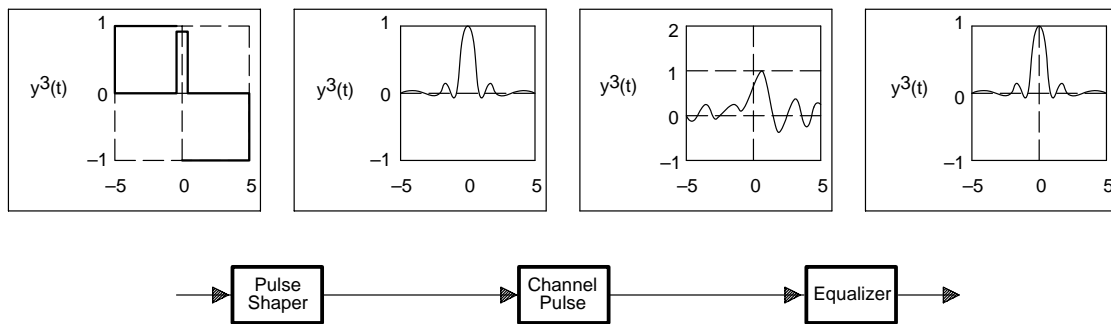 1
y³(t)
0
–1
–5 0 5
1
y³(t)
0
–1
–5 0 5
2
1
y³(t)
0
–1
–5 0 5
1
y³(t)
0
–1
–5 0 5
Pulse
Shaper
Channel
Pulse
Equalizer